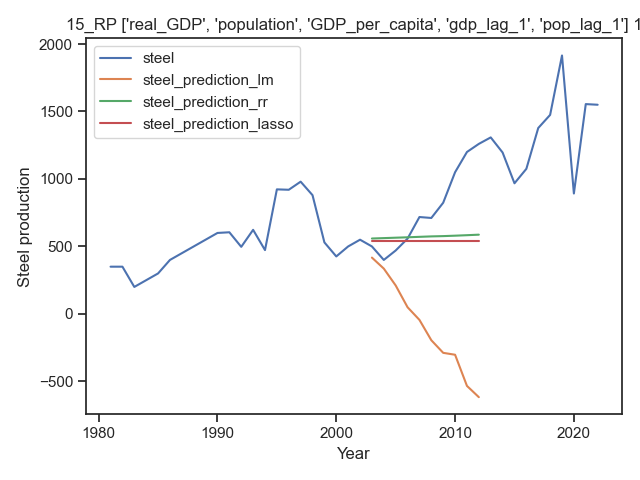 15_RP ['real_GDP', 'population', 'GDP_per_capita', 'gdp_lag_1', 'pop_lag_1'] 1
steel
steel_prediction_lm
steel_prediction_rr
steel_prediction_lasso
2000
1500
1000
500
0
−500
Steel production
1980
1990
2000
2010
2020
Year